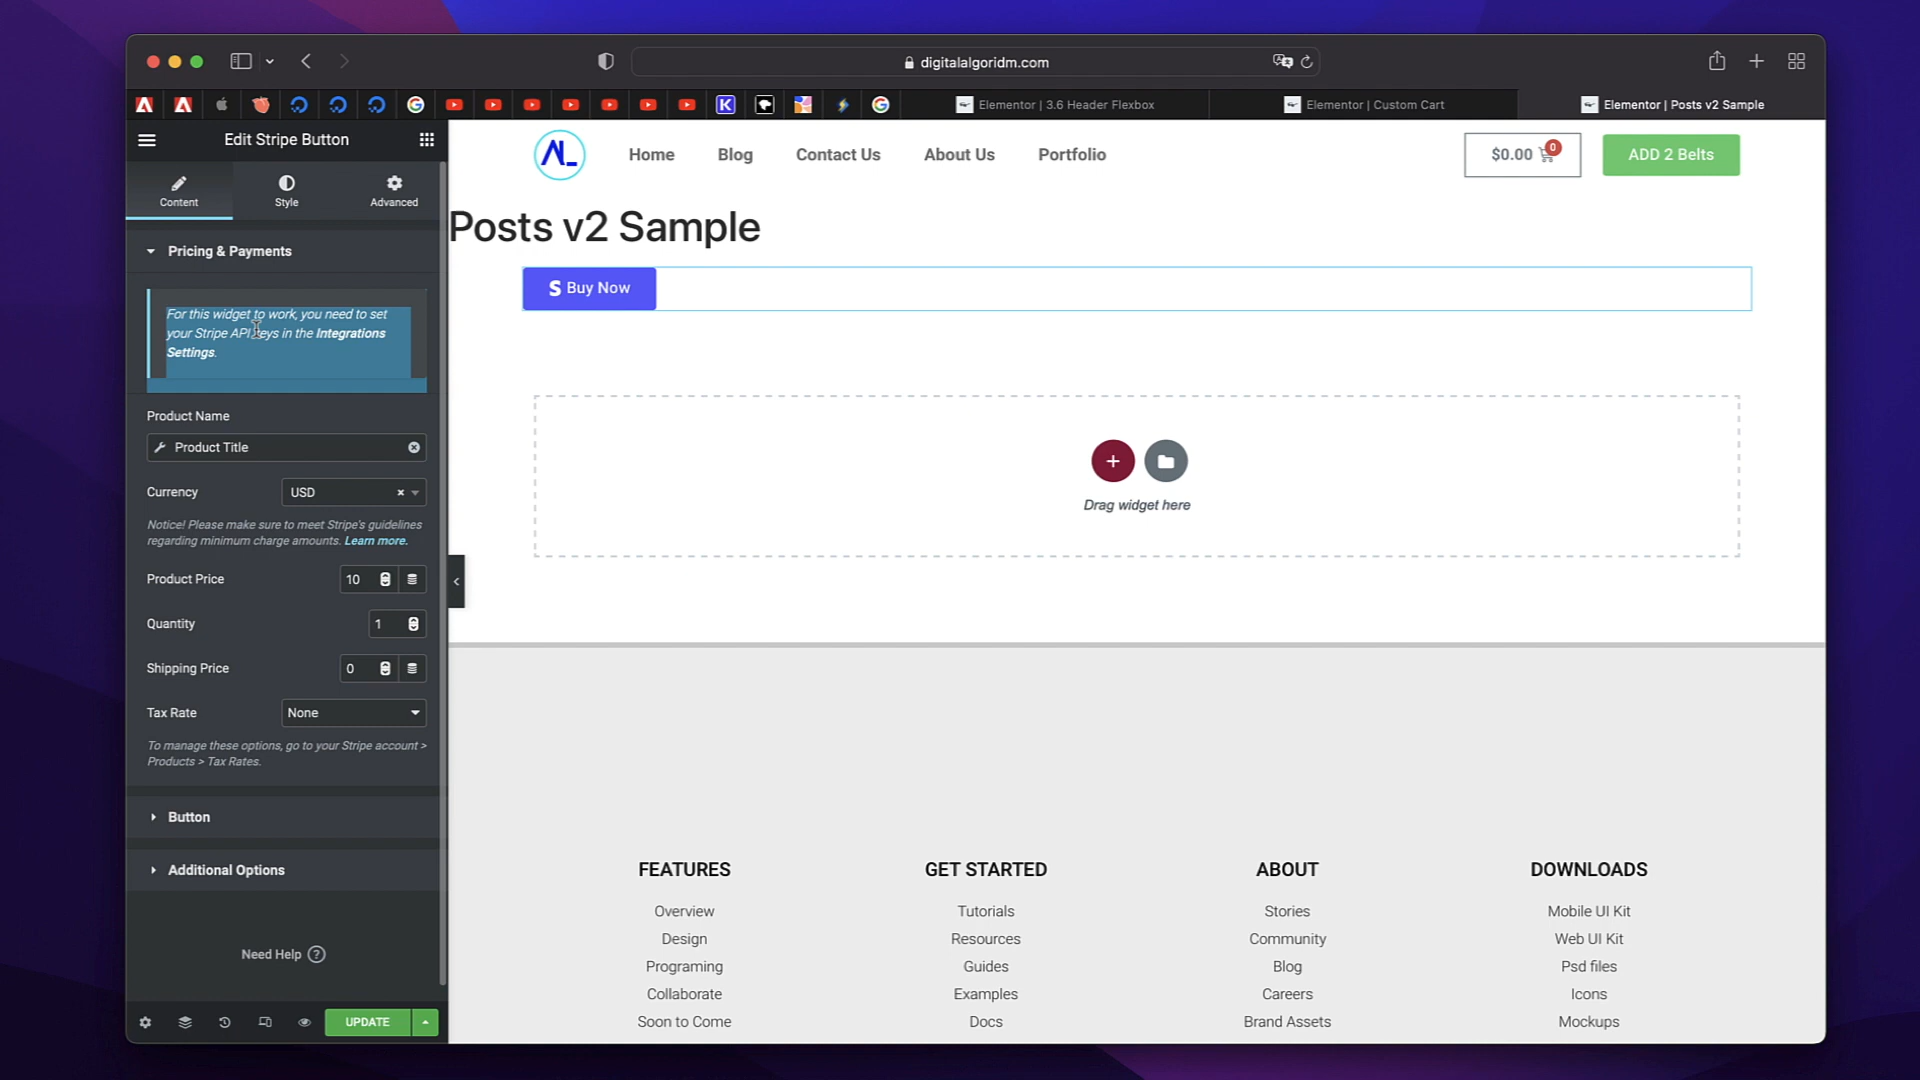 digitalalgoridm.com
Elementor | 3.6 Header Flexbox
Elementor | Custom Cart
Elementor | Posts v2 Sample
Edit Stripe Button
Content
Style
Advanced
Pricing & Payments
For this widget to work, you need to set
your Stripe API keys in the Integrations
Settings.
Product Name
Product Title
Currency
USD
Notice! Please make sure to meet Stripe's guidelines
regarding minimum charge amounts. Learn more.
Product Price
10
Quantity
1
Shipping Price
0
Tax Rate
None
To manage these options, go to your Stripe account >
Products > Tax Rates.
Button
Additional Options
Need Help ?
UPDATE
AL_
Home
Blog
Contact Us
About Us
Portfolio
$0.00
0
ADD 2 Belts
Posts v2 Sample
S Buy Now
Drag widget here
FEATURES
Overview
Design
Programing
Collaborate
Soon to Come
GET STARTED
Tutorials
Resources
Guides
Examples
Docs
ABOUT
Stories
Community
Blog
Careers
Brand Assets
DOWNLOADS
Mobile UI Kit
Web UI Kit
Psd files
Icons
Mockups